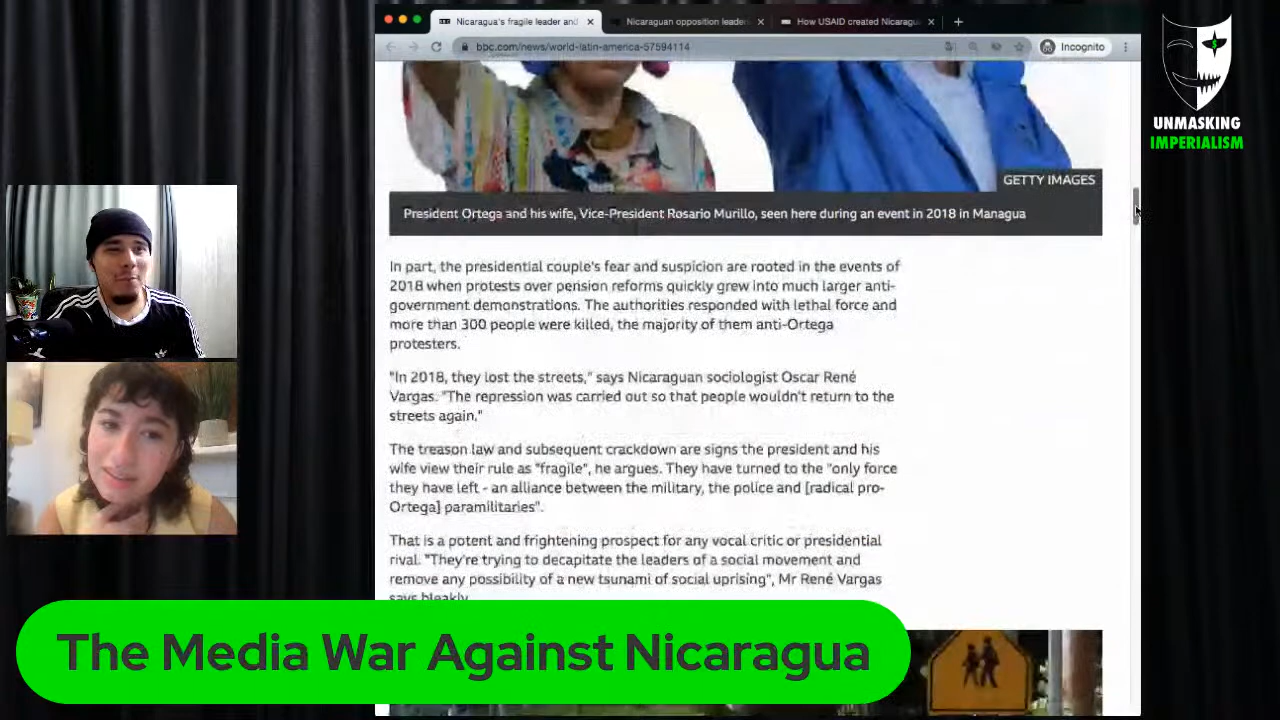 Nicaragua's fragile leader and
Nicaraguan opposition leader
How USAID created Nicaragu
bbc.com/news/world-latin-america-57594114
Incognito
UNMASKING
IMPERIALISM
GETTY IMAGES
President Ortega and his wife, Vice-President Rosario Murillo, seen here during an event in 2018 in Managua
In part, the presidential couple's fear and suspicion are rooted in the events of
2018 when protests over pension reforms quickly grew into much larger anti-
government demonstrations. The authorities responded with lethal force and
more than 300 people were killed, the majority of them anti-Ortega
protesters.
"In 2018, they lost the streets," says Nicaraguan sociologist Oscar René
Vargas. "The repression was carried out so that people wouldn't return to the
streets again."
The treason law and subsequent crackdown are signs the president and his
wife view their rule as "fragile", he argues. They have turned to the "only force
they have left - an alliance between the military, the police and [radical pro-
Ortega] paramilitaries".
That is a potent and frightening prospect for any vocal critic or presidential
rival. "They're trying to decapitate the leaders of a social movement and
remove any possibility of a new tsunami of social uprising", Mr René Vargas
says bleakly.
The Media War Against Nicaragua